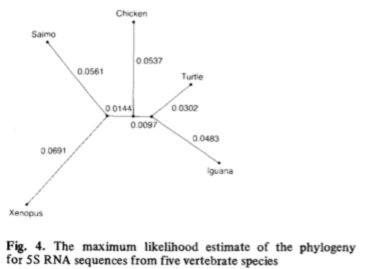 Chicken
Saimo
0.0537
0.0561
Turtle
0.0144
0.0302
0.0097
0.0483
0.0691
Iguana
Xenopus
Fig. 4. The maximum likelihood estimate of the phylogeny
for 5S RNA sequences from five vertebrate species